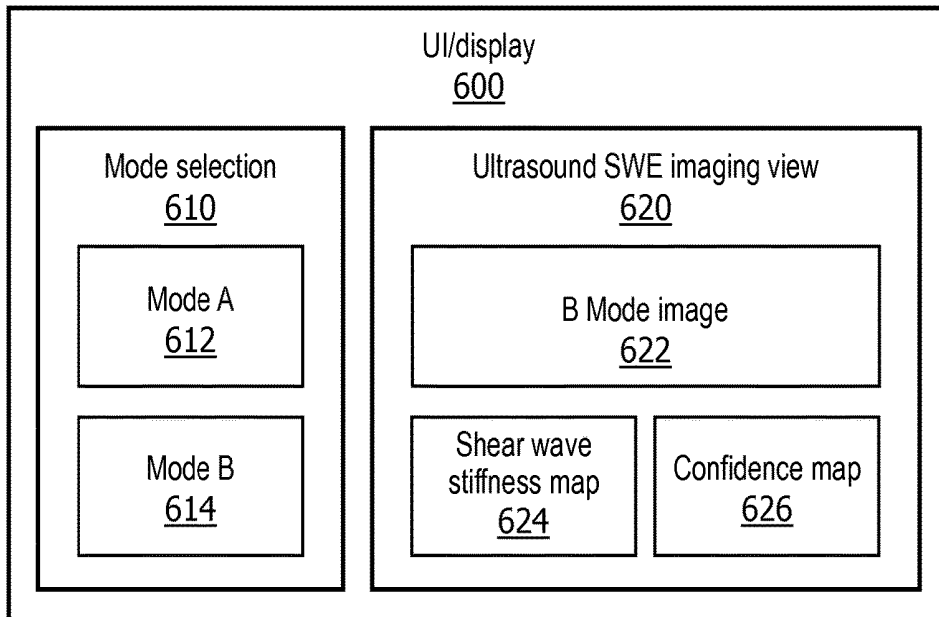 UI/display
600
Mode selection
610
Mode A
612
Mode B
614
Ultrasound SWE imaging view
620
B Mode image
622
Shear wave
stiffness map
624
Confidence map
626